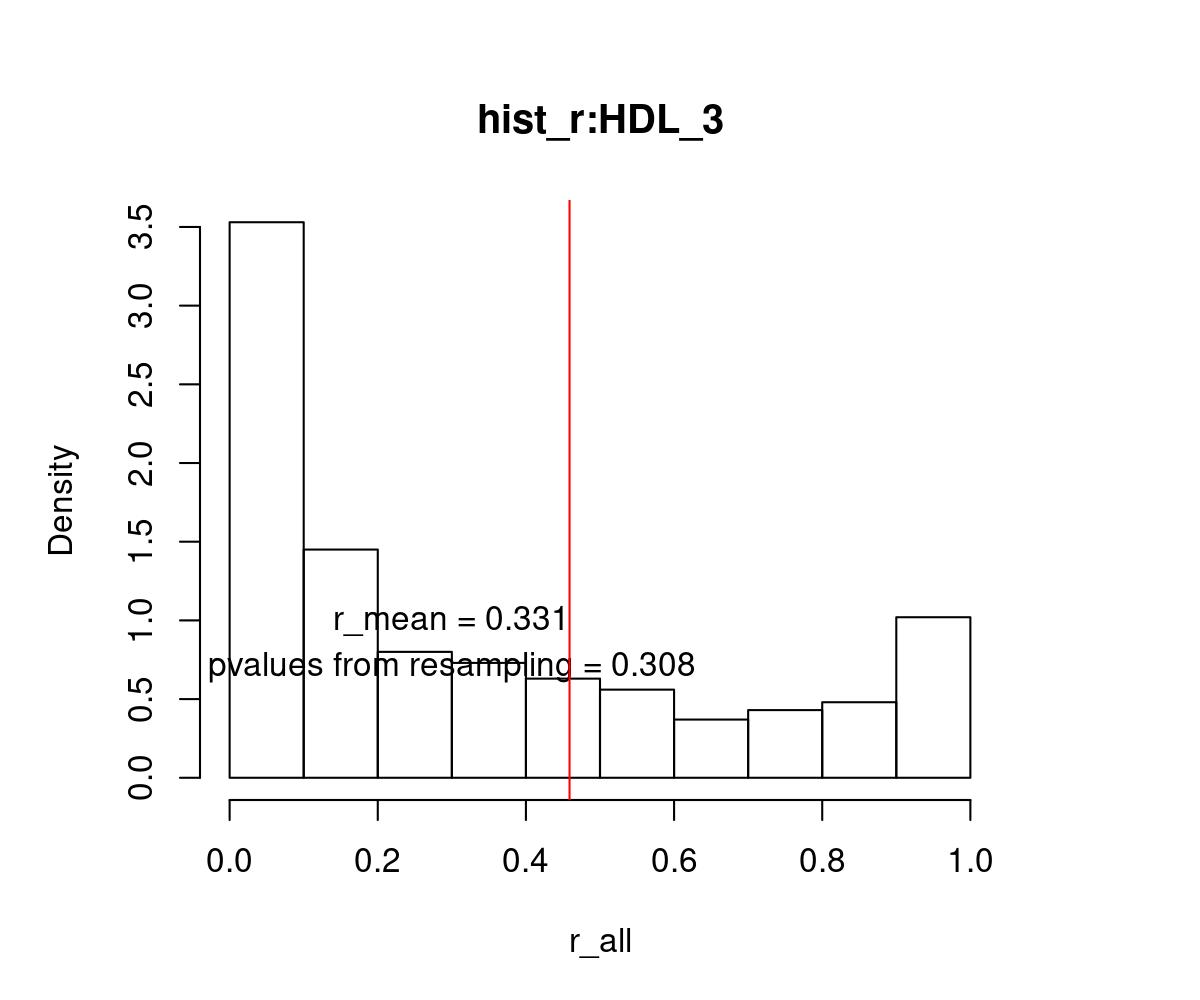 hist_r:HDL_3
3.5
3.0
2.5
2.0
1.5
1.0
0.5
0.0
Density
r_mean = 0.331
pvalues from resampling = 0.308
0.0 0.2 0.4 0.6 0.8 1.0
r_all